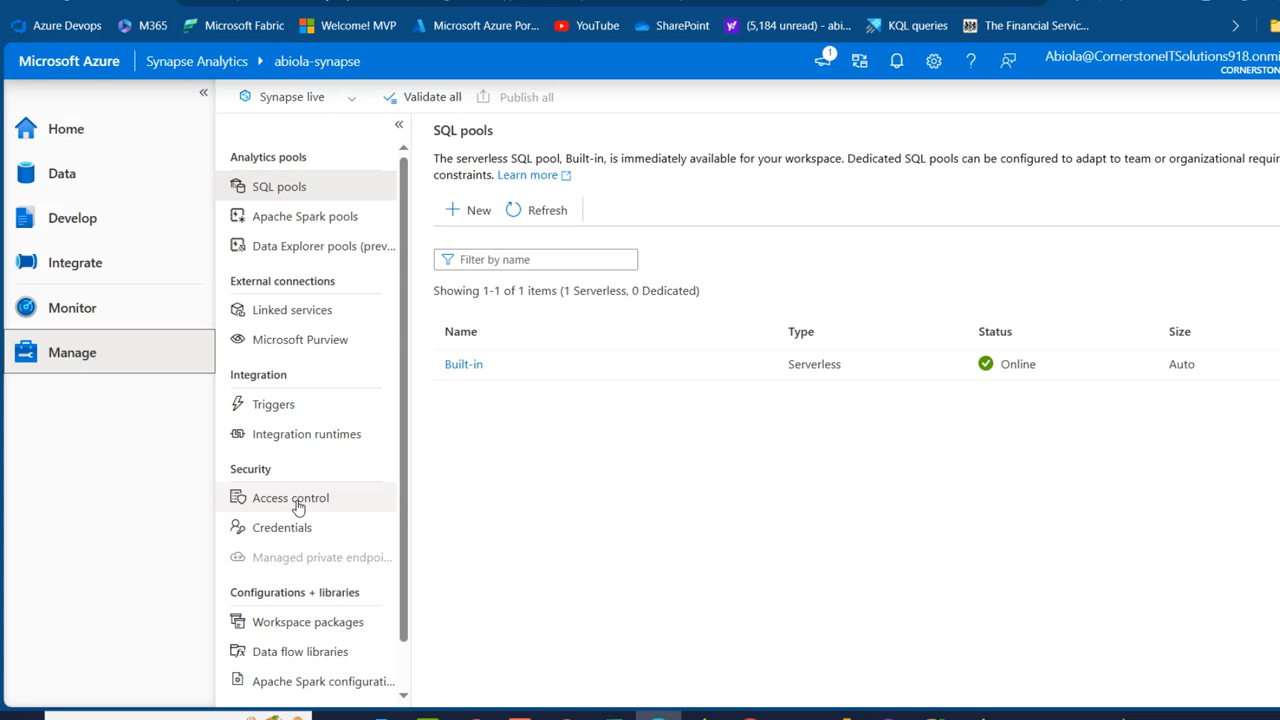 Azure Devops M365 Microsoft Fabric Welcome! MVP Microsoft Azure Por... YouTube SharePoint (5,184 unread) - abi... KQL queries The Financial Servic...
Microsoft Azure Synapse Analytics abiola-synapse 1 Abiola@CornerstoneITSolutions918.onmi
CORNERSTON
Synapse live Validate all Publish all
Home
Data
Develop
Integrate
Monitor
Manage
Analytics pools
SQL pools
Apache Spark pools
Data Explorer pools (prev...
External connections
Linked services
Microsoft Purview
Integration
Triggers
Integration runtimes
Security
Access control
Credentials
Managed private endpoi...
Configurations + libraries
Workspace packages
Data flow libraries
Apache Spark configurati...
SQL pools
The serverless SQL pool, Built-in, is immediately available for your workspace. Dedicated SQL pools can be configured to adapt to team or organizational requir
constraints. Learn more
New Refresh
Filter by name
Showing 1-1 of 1 items (1 Serverless, 0 Dedicated)
Name Type Status Size
Built-in Serverless Online Auto